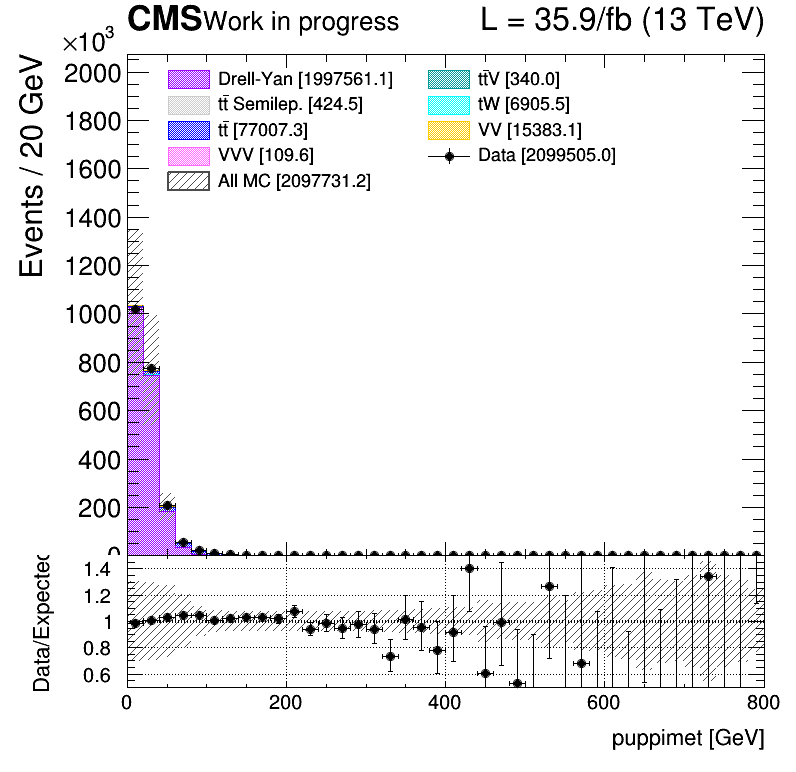 CMS Work in progress L = 35.9/fb (13 TeV)
×10³
Events / 20 GeV
2000
1800
1600
1400
1200
1000
800
600
400
200
0
Drell-Yan [1997561.1]
tt̄ Semilep. [424.5]
tt̄ [77007.3]
VVV [109.6]
All MC [2097731.2]
tt̄V [340.0]
tW [6905.5]
VV [15383.1]
Data [2099505.0]
Data/Expected
1.4
1.2
1
0.8
0.6
0 200 400 600 800
puppimet [GeV]